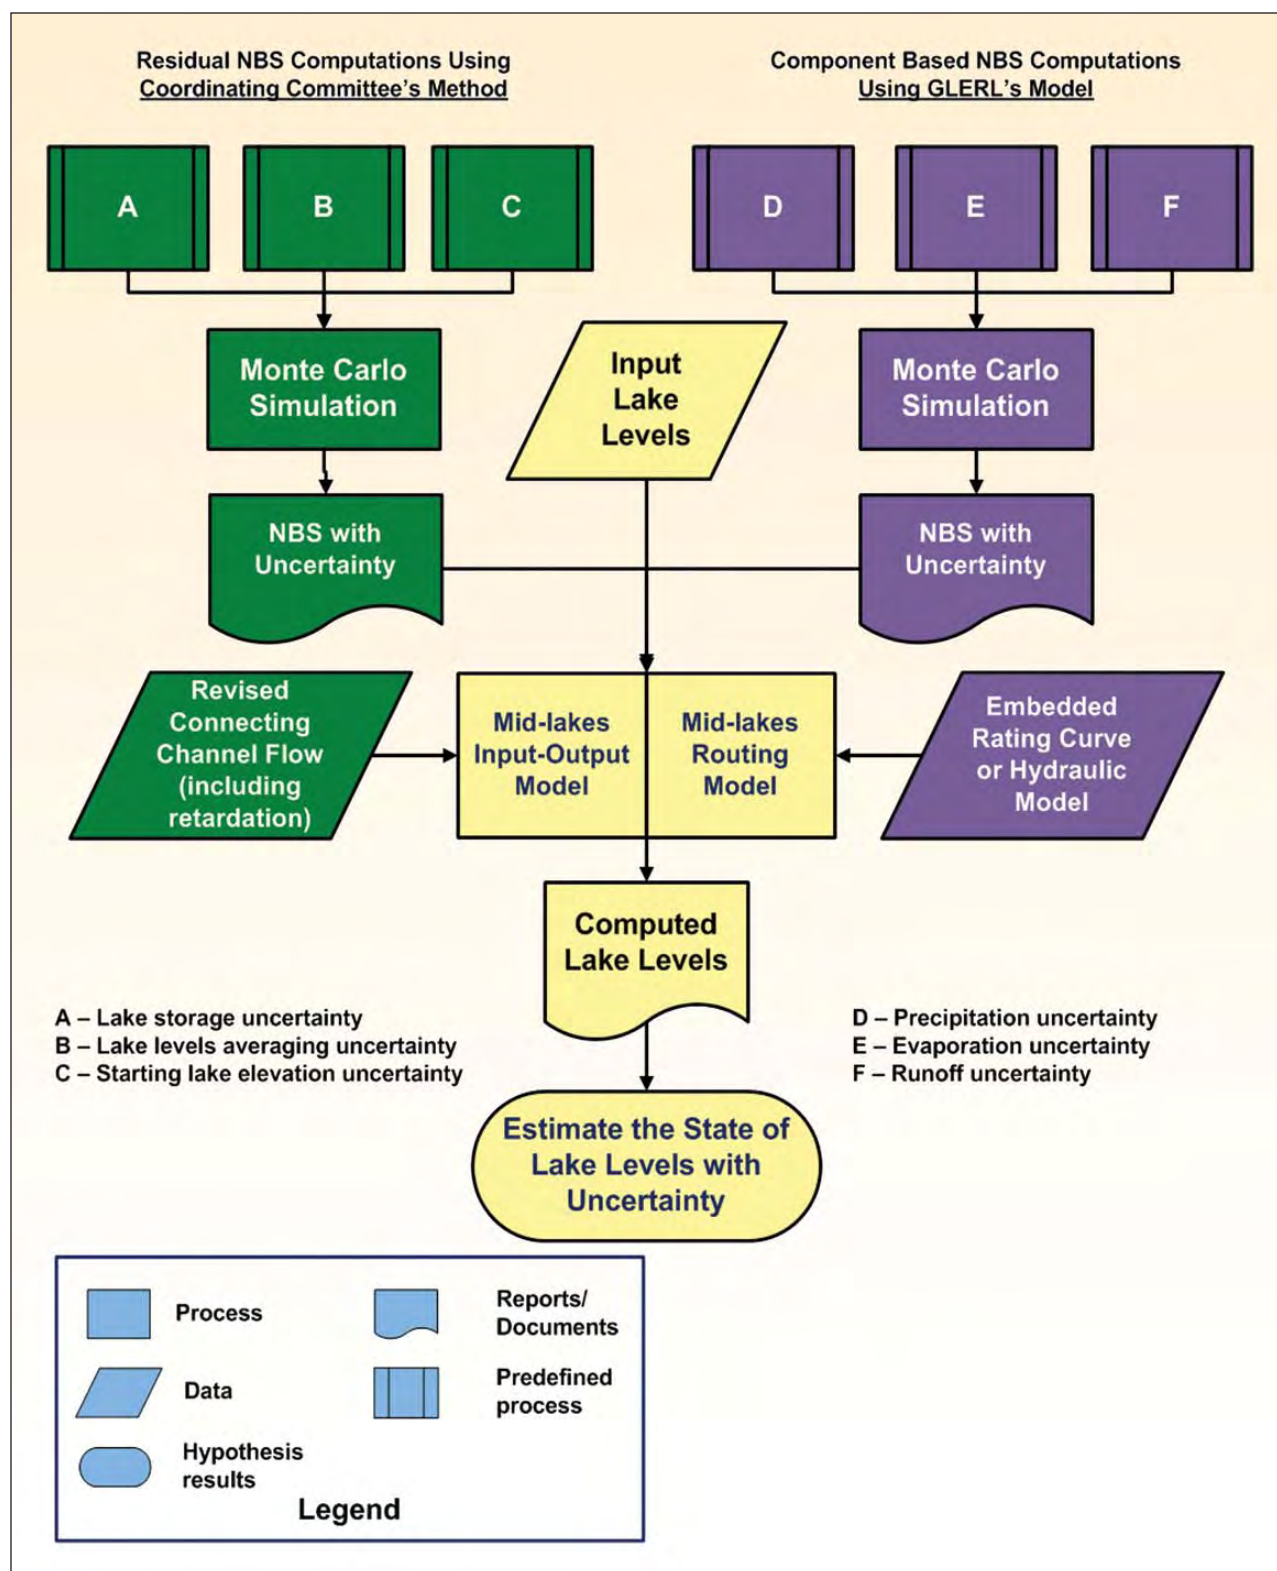 Residual NBS Computations Using
Coordinating Committee's Method
Component Based NBS Computations
Using GLERL's Model
A
B
C
D
E
F
Monte Carlo
Simulation
Input
Lake
Levels
Monte Carlo
Simulation
NBS with
Uncertainty
NBS with
Uncertainty
Revised
Connecting
Channel Flow
(including
retardation)
Mid-lakes
Input-Output
Model
Mid-lakes
Routing
Model
Embedded
Rating Curve
or Hydraulic
Model
Computed
Lake Levels
A – Lake storage uncertainty
B – Lake levels averaging uncertainty
C – Starting lake elevation uncertainty
D – Precipitation uncertainty
E – Evaporation uncertainty
F – Runoff uncertainty
Estimate the State of
Lake Levels with
Uncertainty
Process
Reports/
Documents
Data
Predefined
process
Hypothesis
results
Legend